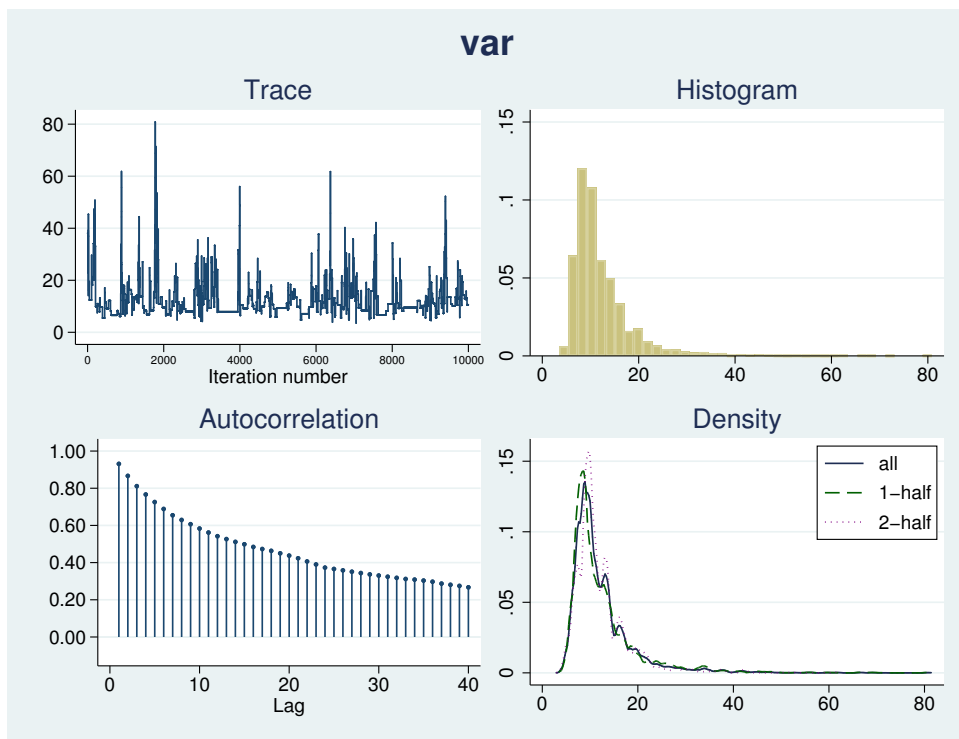 var
Trace
80
60
40
20
0
0 2000 4000 6000 8000 10000
Iteration number
Histogram
.15
.1
.05
0
0 20 40 60 80
Autocorrelation
1.00
0.80
0.60
0.40
0.20
0.00
0 10 20 30 40
Lag
Density
.15
.1
.05
0
all
1−half
2−half
0 20 40 60 80